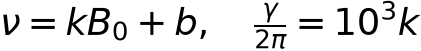 ν = kB₀ + b,   γ/2π = 10³k